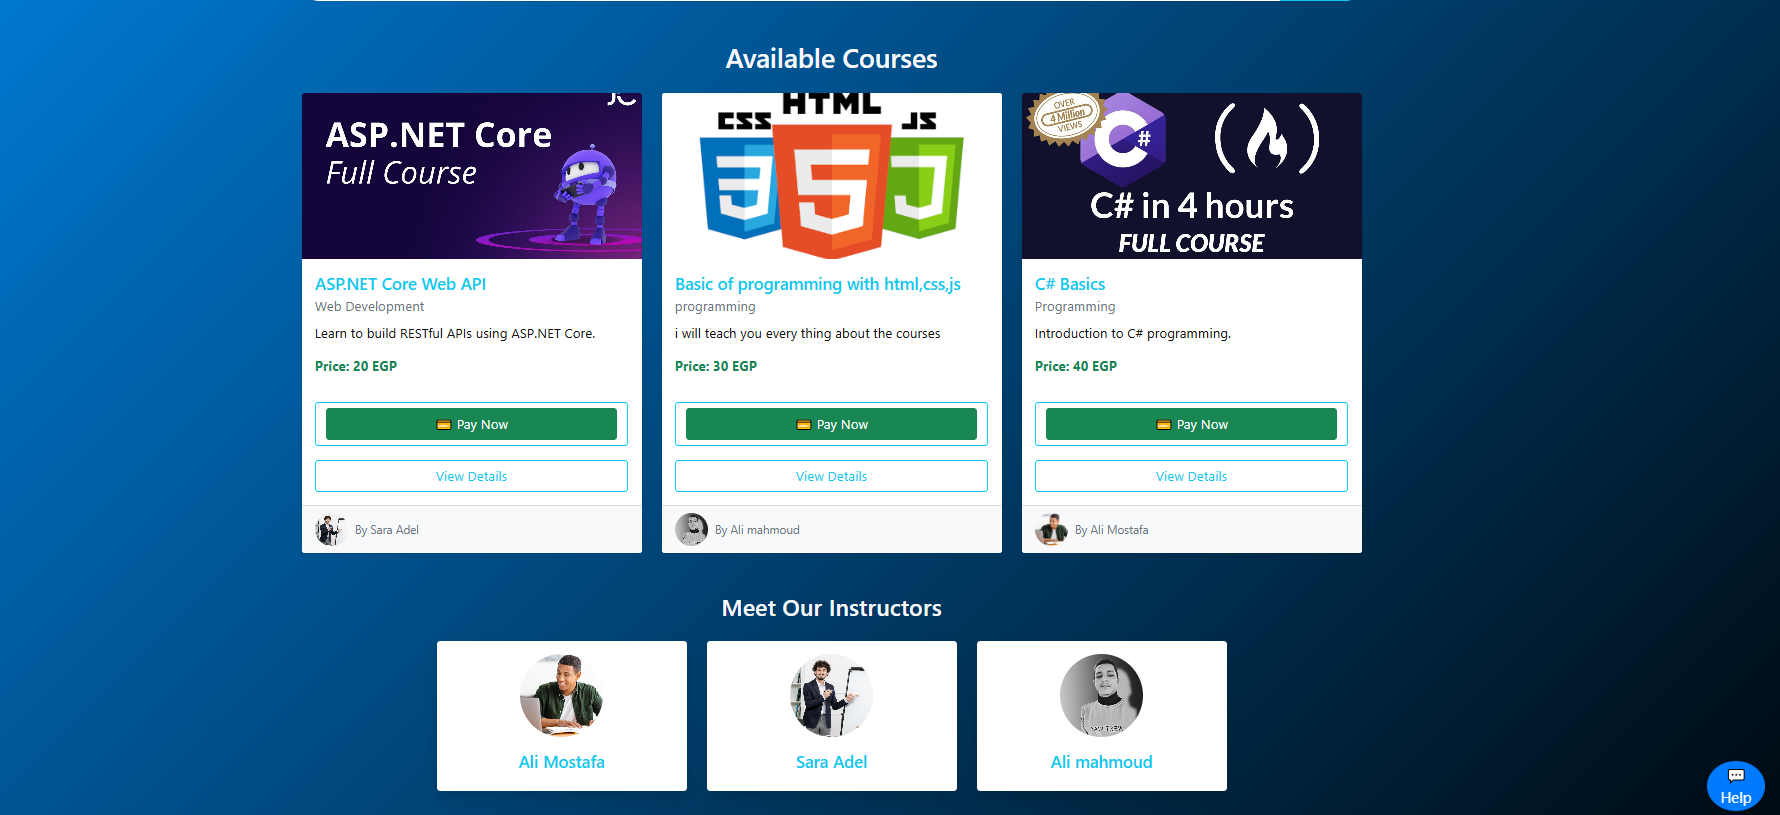 Available Courses
JC
ASP.NET Core
Full Course
ASP.NET Core Web API
Web Development
Learn to build RESTful APIs using ASP.NET Core.
Price: 20 EGP
Pay Now
View Details
By Sara Adel
HTML
CSS
JS
Basic of programming with html,css,js
programming
i will teach you every thing about the courses
Price: 30 EGP
Pay Now
View Details
By Ali mahmoud
OVER
4 Million
VIEWS
C#
C# in 4 hours
FULL COURSE
C# Basics
Programming
Introduction to C# programming.
Price: 40 EGP
Pay Now
View Details
By Ali Mostafa
Meet Our Instructors
Ali Mostafa
Sara Adel
Ali mahmoud
Help